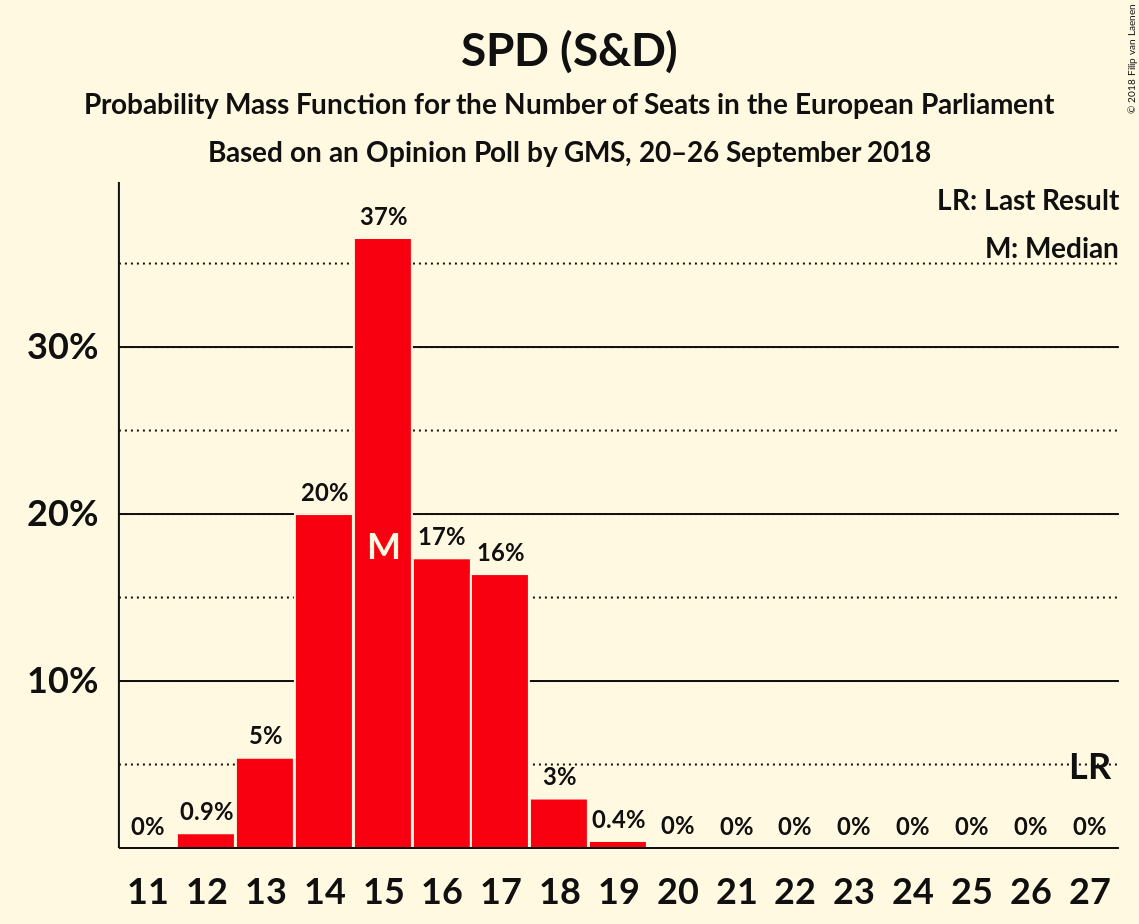 SPD (S&D)
Probability Mass Function for the Number of Seats in the European Parliament
Based on an Opinion Poll by GMS, 20–26 September 2018
© 2018 Filip van Laenen
LR: Last Result
M: Median
37%
30%
20%
20%
M
17%
16%
10%
5%
3%
LR
0%
0.9%
0.4%
0%
0%
0%
0%
0%
0%
0%
0%
11 12 13 14 15 16 17 18 19 20 21 22 23 24 25 26 27